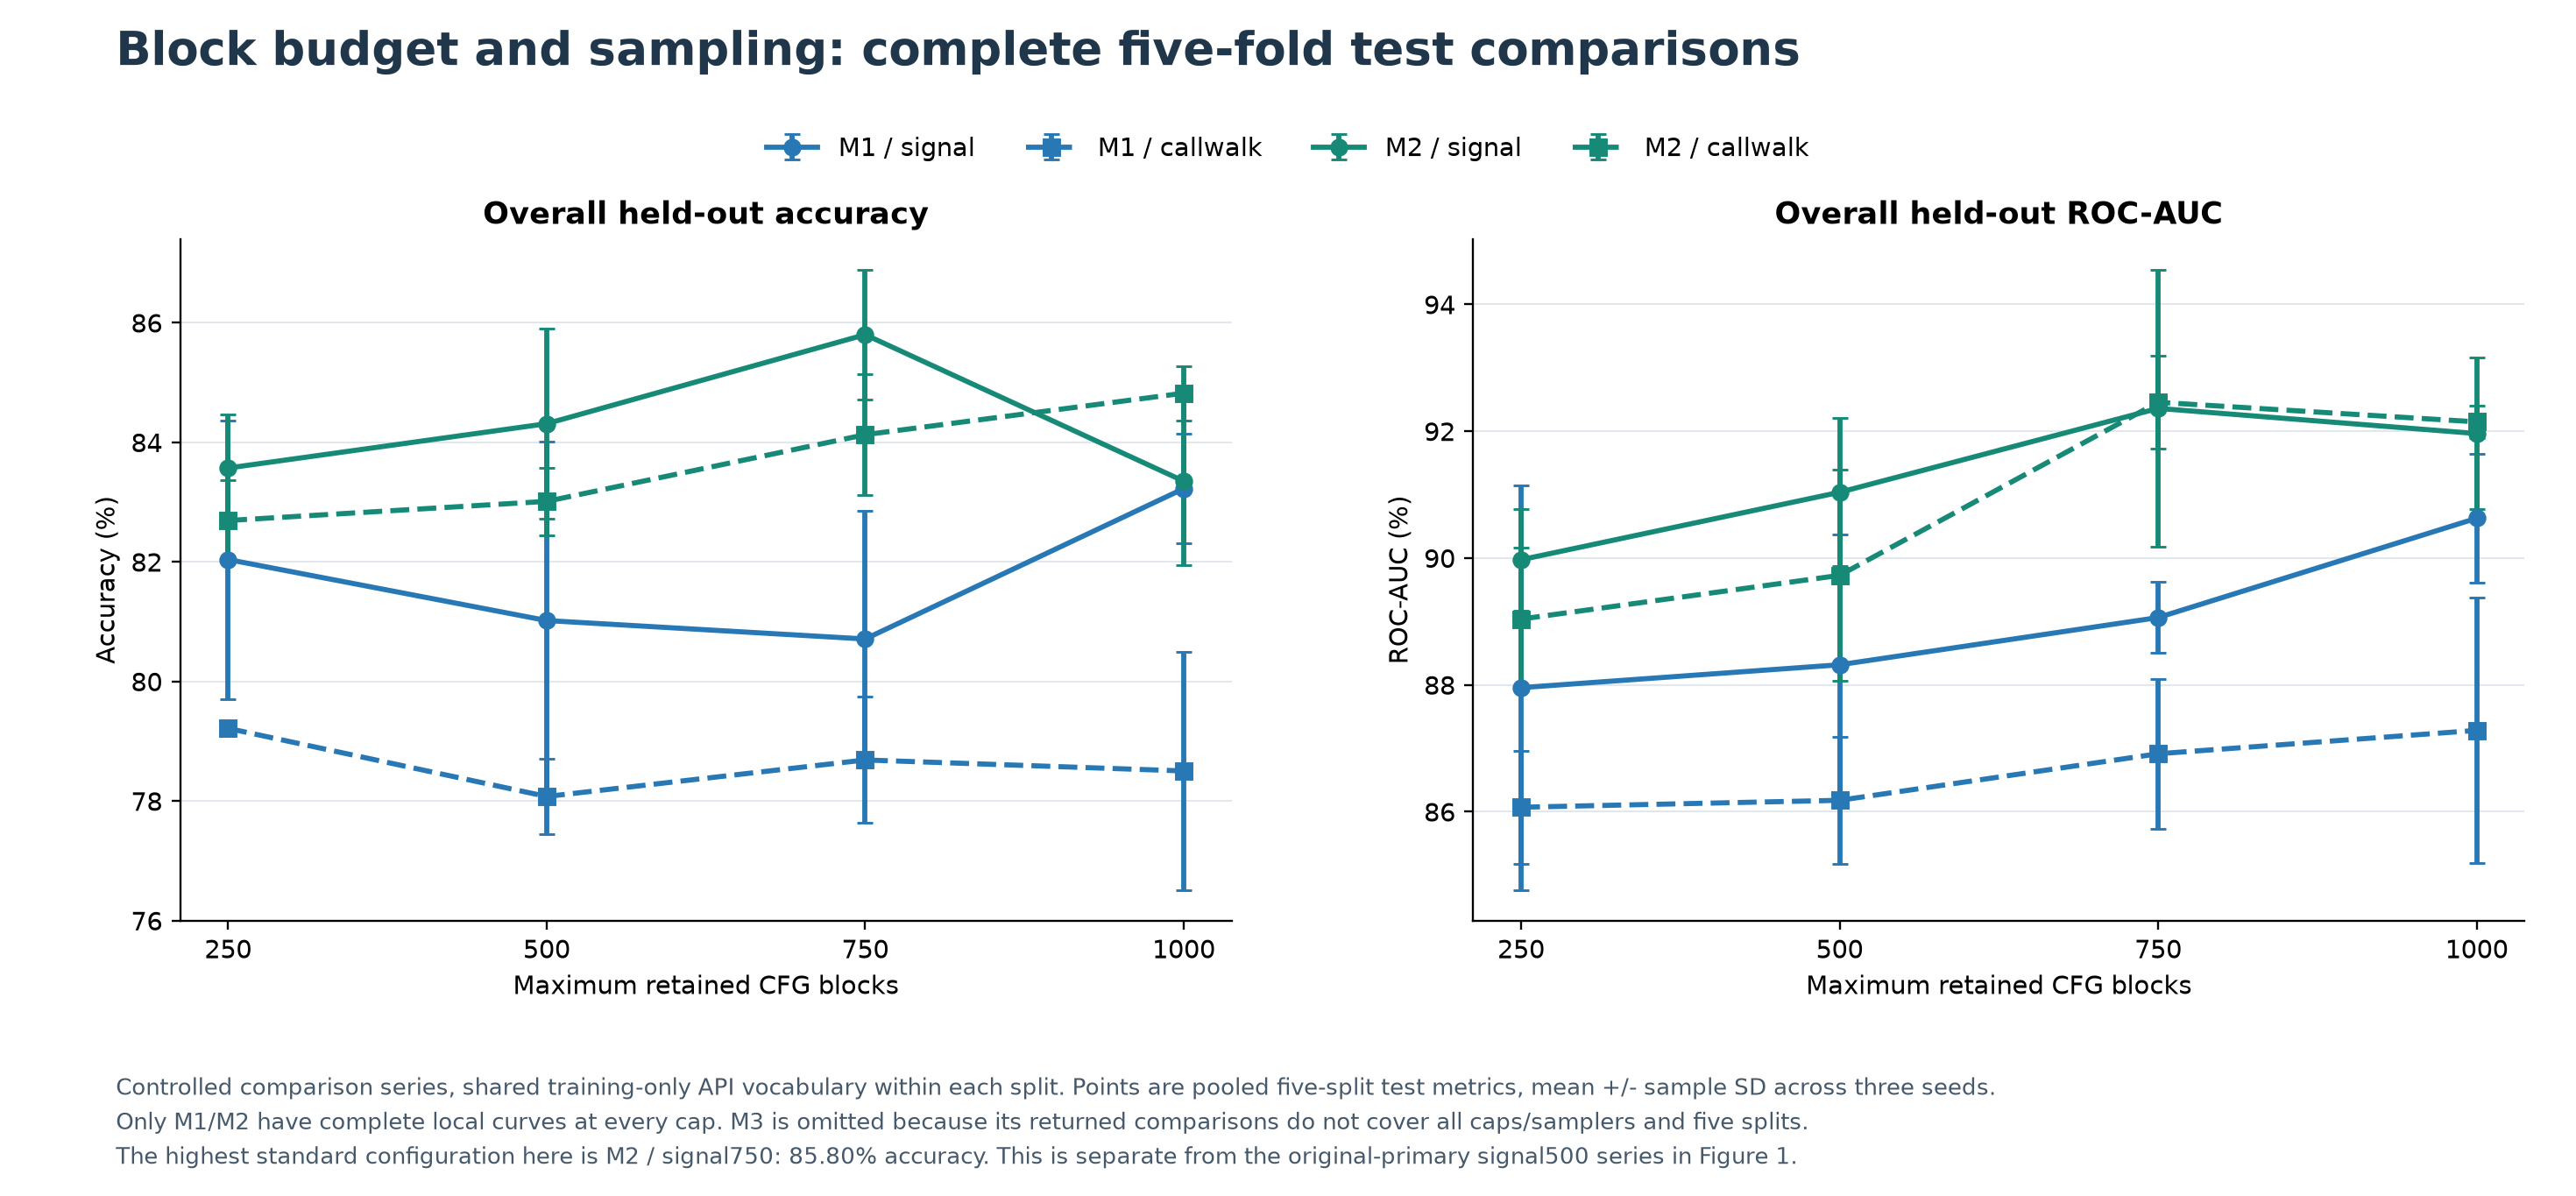 Block budget and sampling: complete five-fold test comparisons
M1 / signal
M1 / callwalk
M2 / signal
M2 / callwalk
Overall held-out accuracy
86
84
82
80
78
76
Accuracy (%)
250
500
750
1000
Maximum retained CFG blocks
Overall held-out ROC-AUC
94
92
90
88
86
ROC-AUC (%)
250
500
750
1000
Maximum retained CFG blocks
Controlled comparison series, shared training-only API vocabulary within each split. Points are pooled five-split test metrics, mean +/- sample SD across three seeds.
Only M1/M2 have complete local curves at every cap. M3 is omitted because its returned comparisons do not cover all caps/samplers and five splits.
The highest standard configuration here is M2 / signal750: 85.80% accuracy. This is separate from the original-primary signal500 series in Figure 1.